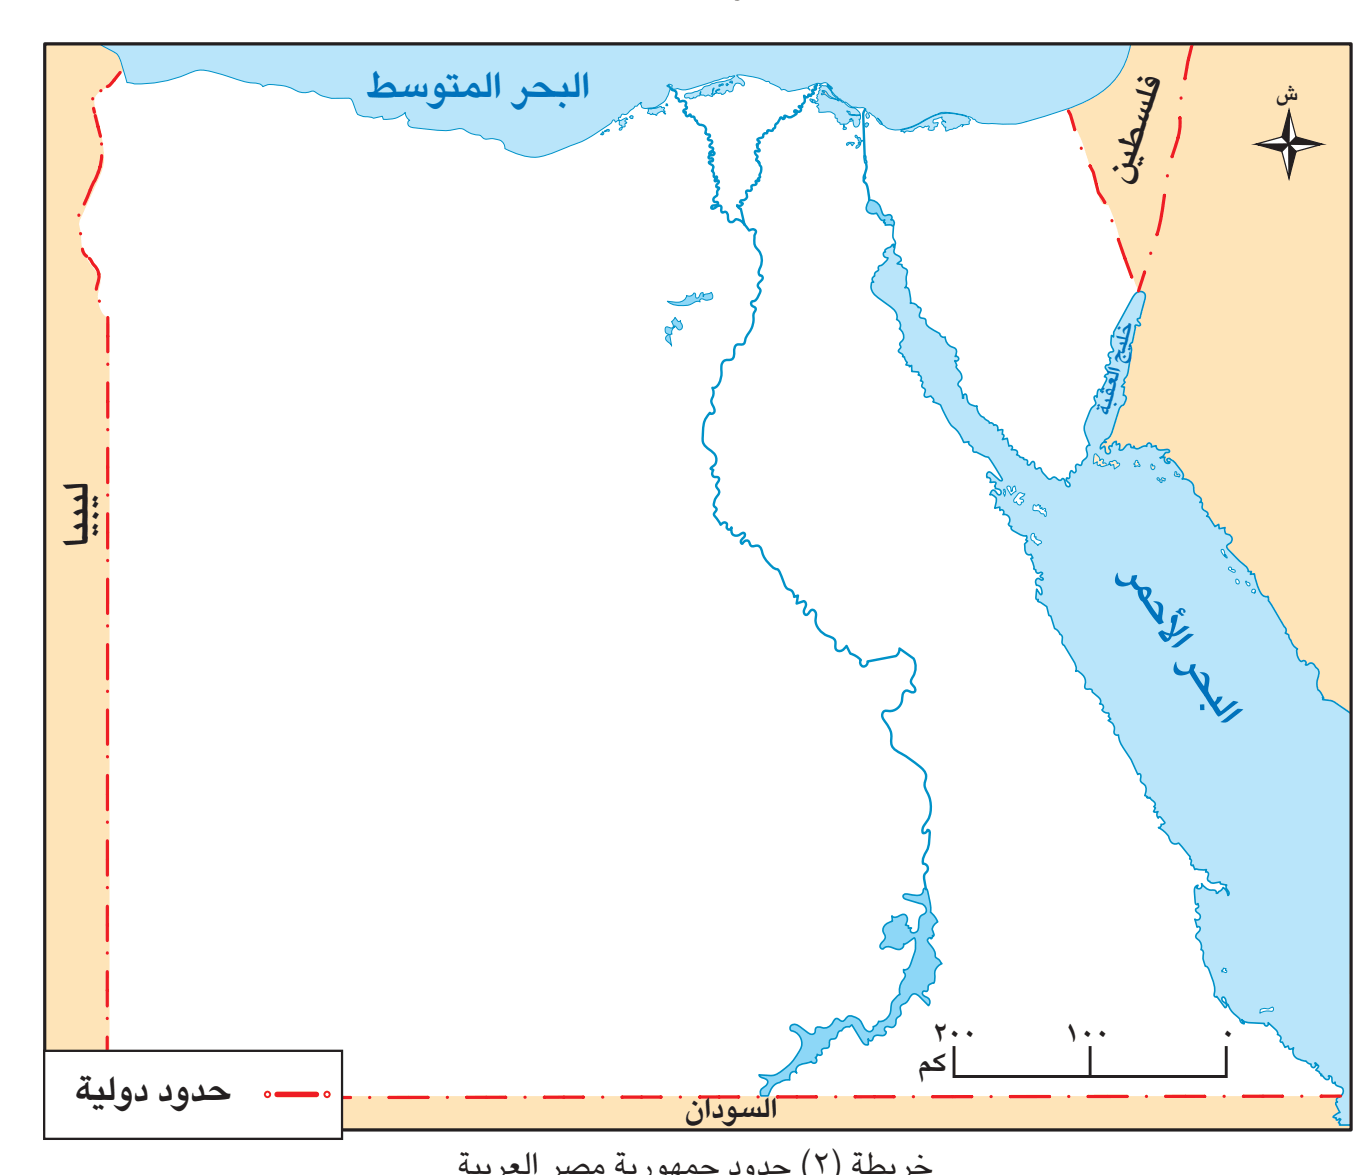 البحر المتوسط
فلسطين
ش
خليج العقبة
ليبيا
البحر الأحمر
٢٠٠ ١٠٠ ٠
كم
حدود دولية
السودان
خريطة (٢) حدود جمهورية مصر العربية